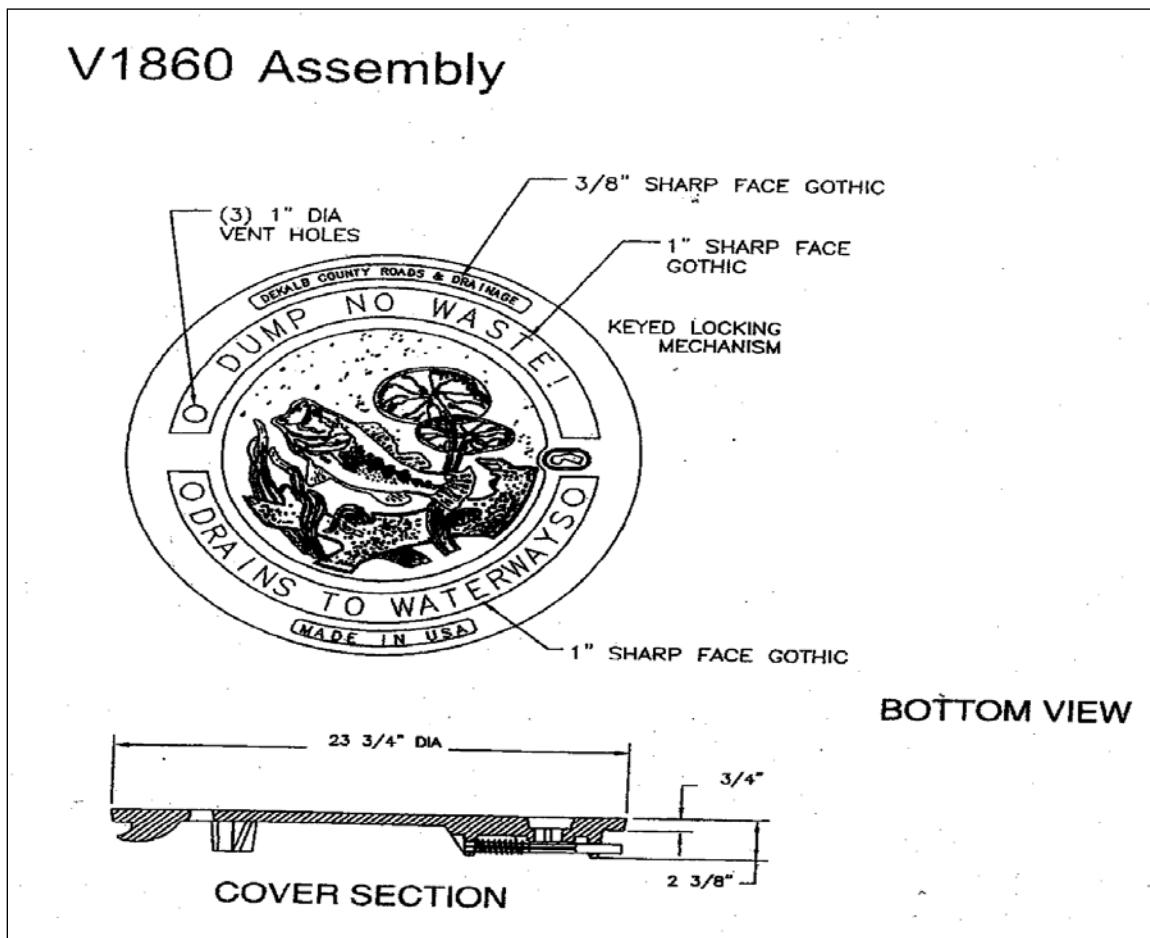 V1860 Assembly
3/8" SHARP FACE GOTHIC
(3) 1" DIA
VENT HOLES
1" SHARP FACE
GOTHIC
DEKALB COUNTY ROADS & DRAINAGE
DUMP NO WASTE!
KEYED LOCKING
MECHANISM
DRAINS TO WATERWAYS
MADE IN USA
1" SHARP FACE GOTHIC
BOTTOM VIEW
23 3/4" DIA
3/4"
2 3/8"
COVER SECTION